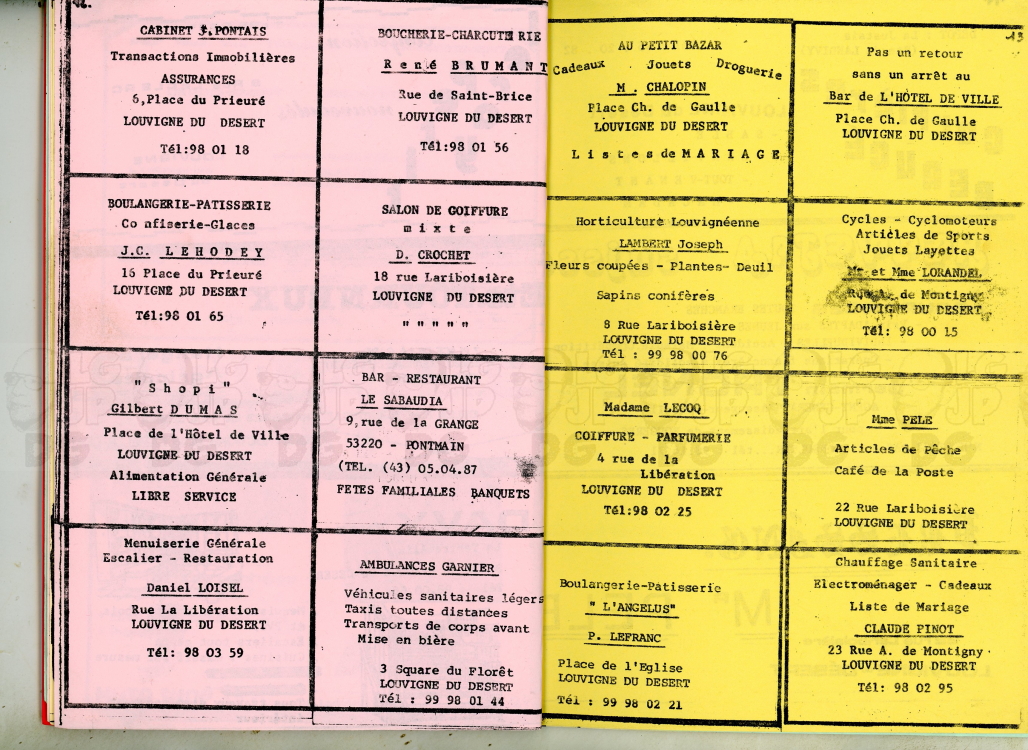 12.
CABINET J. PONTAIS
Transactions Immobilières
ASSURANCES
6,Place du Prieuré
LOUVIGNE DU DESERT
Tél:98 01 18
BOUCHERIE-CHARCUTE RIE
René BRUMANT
Rue de Saint-Brice
LOUVIGNE DU DESERT
Tél:98 01 56
BOULANGERIE-PATISSERIE
Co nfiserie-Glaces
J.C. LEHODEY
16 Place du Prieuré
LOUVIGNE DU DESERT
Tél:98 01 65
SALON DE COIFFURE
mixte
D. CROCHET
18 rue Lariboisière
LOUVIGNE DU DESERT
" " " " "
" Shopi "
Gilbert DUMAS
Place de l'Hôtel de Ville
LOUVIGNE DU DESERT
Alimentation Générale
LIBRE SERVICE
BAR - RESTAURANT
LE SABAUDIA
9,rue de la GRANGE
53220 - PONTMAIN
(TEL. (43) 05.04.87
FETES FAMILIALES BANQUETS
Menuiserie Générale
Escalier - Restauration
Daniel LOISEL
Rue La Libération
LOUVIGNE DU DESERT
Tél: 98 03 59
AMBULANCES GARNIER
Véhicules sanitaires légers
Taxis toutes distances
Transports de corps avant
Mise en bière
3 Square du Florêt
LOUVIGNE DU DESERT
Tél : 99 98 01 44
13
AU PETIT BAZAR
Cadeaux Jouets Droguerie
M . CHALOPIN
Place Ch. de Gaulle
LOUVIGNE DU DESERT
Listes de MARIAGE
Pas un retour
sans un arrêt au
Bar de L'HÔTEL DE VILLE
Place Ch. de Gaulle
LOUVIGNE DU DESERT
Horticulture Louvignéenne
LAMBERT Joseph
Fleurs coupées - Plantes- Deuil
Sapins conifères
8 Rue Lariboisière
LOUVIGNE DU DESERT
Tél : 99 98 00 76
Cycles - Cyclomoteurs
Articles de Sports
Jouets Layettes
Mr et Mme LORANDEL
Rue A. de Montigny
LOUVIGNE DU DESERT
Tél: 98 00 15
Madame LECOQ
COIFFURE - PARFUMERIE
4 rue de la
Libération
LOUVIGNE DU DESERT
Tél:98 02 25
Mme PELE
Articles de Pêche
Café de la Poste
22 Rue Lariboisière
LOUVIGNE DU DESERT
Boulangerie-Pâtisserie
" L'ANGELUS"
P. LEFRANC
Place de l'Eglise
LOUVIGNE DU DESERT
Tél : 99 98 02 21
Chauffage Sanitaire
Electroménager - Cadeaux
Liste de Mariage
CLAUDE PINOT
23 Rue A. de Montigny
LOUVIGNE DU DESERT
Tél: 98 02 95